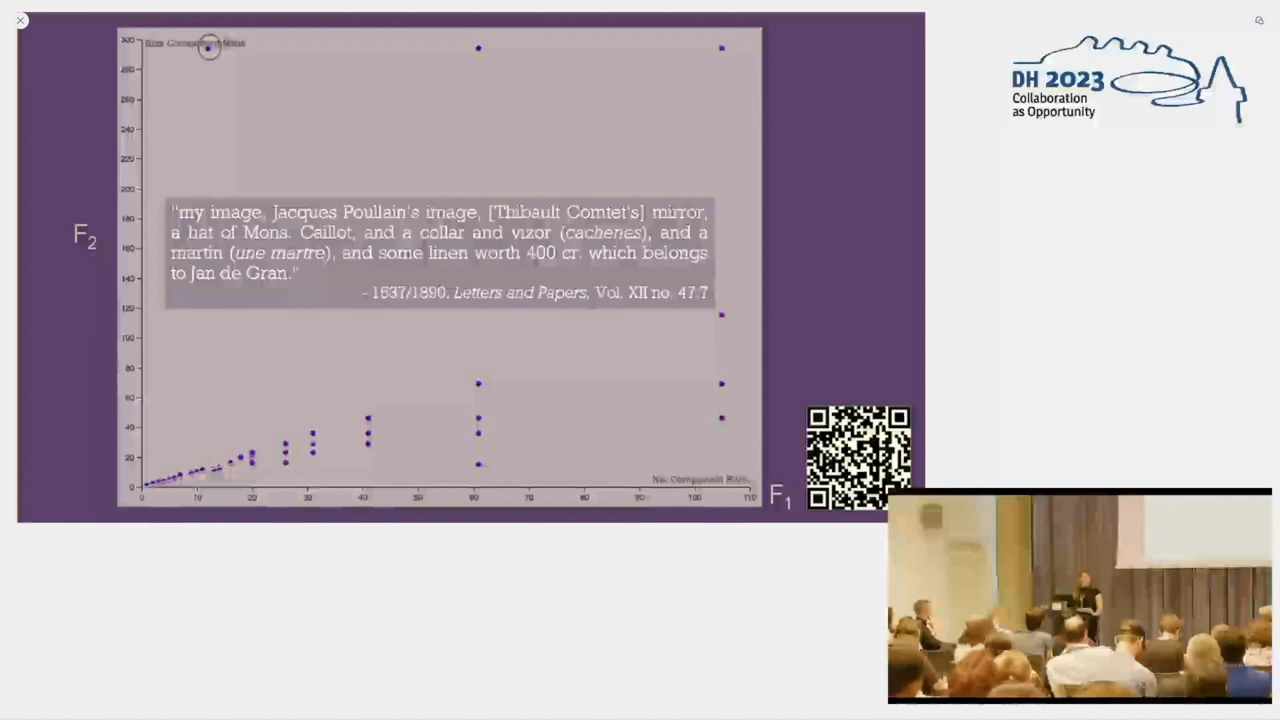 300
280
260
240
220
200
180
160
140
120
100
80
60
40
20
0
F2
"my image, Jacques Poullain's image, [Thibault Comtet's] mirror,
a hat of Mons. Caillot, and a collar and vizor (cachenes), and a
martin (une martre), and some linen worth 400 cr. which belongs
to Jan de Gran."
- 1537/1890, Letters and Papers, Vol. XII no. 47.7
No. Component
0 10 20 30 40 50 60 70 80 90 100 110
F1
DH 2023
Collaboration
as Opportunity